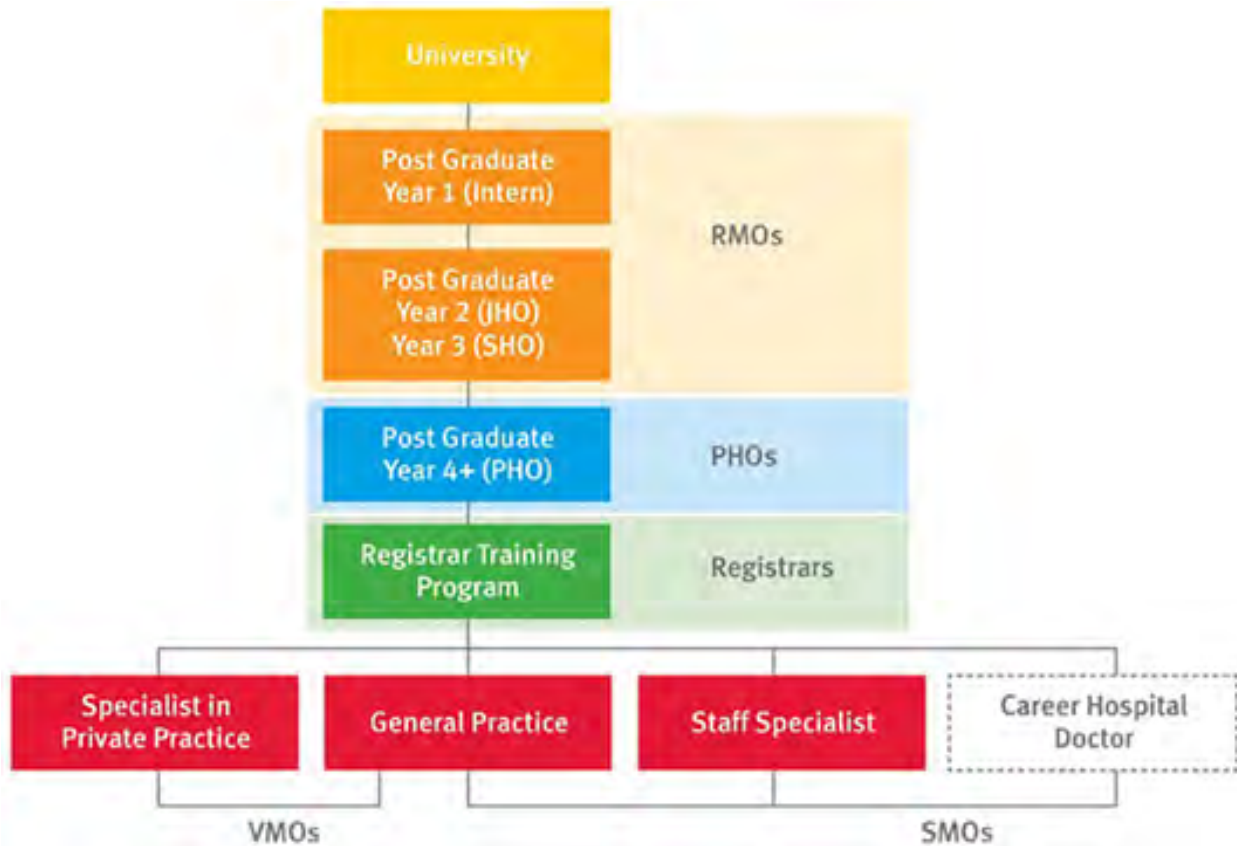 University
Post Graduate
Year 1 (Intern)
RMOs
Post Graduate
Year 2 (JHO)
Year 3 (SHO)
Post Graduate
Year 4+ (PHO)
PHOs
Registrar Training
Program
Registrars
Specialist in
Private Practice
General Practice
Staff Specialist
Career Hospital
Doctor
VMOs
SMOs